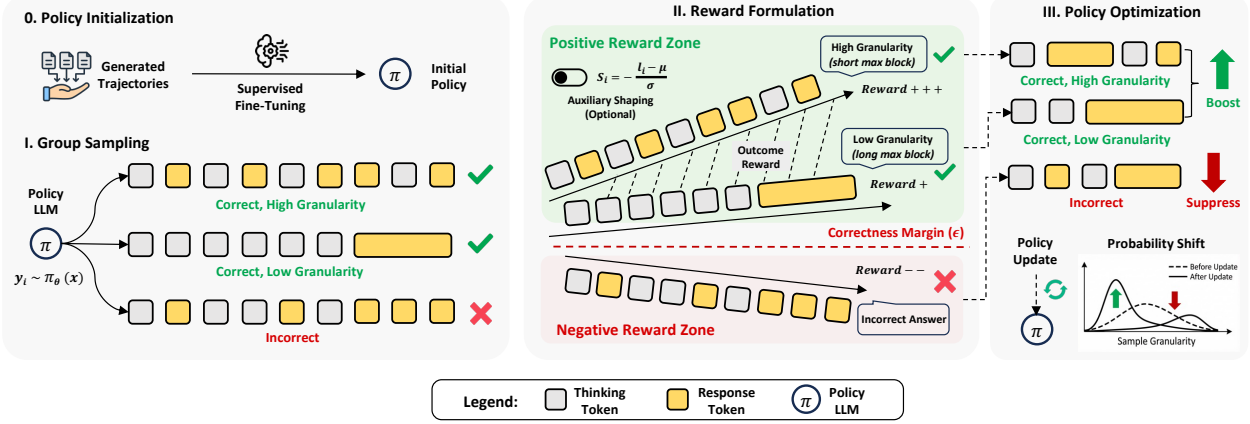 0. Policy Initialization
Generated
Trajectories
Supervised
Fine-Tuning
π
Initial
Policy
I. Group Sampling
Policy
LLM
π
y_i ~ π_θ (x)
Correct, High Granularity
Correct, Low Granularity
Incorrect
II. Reward Formulation
Positive Reward Zone
S_i = − (l_i − μ) / σ
Auxiliary Shaping
(Optional)
High Granularity
(short max block)
Reward + + +
Outcome
Reward
Low Granularity
(long max block)
Reward +
Correctness Margin (ϵ)
Reward − −
Incorrect Answer
Negative Reward Zone
III. Policy Optimization
Correct, High Granularity
Boost
Correct, Low Granularity
Incorrect
Suppress
Policy
Update
π
Probability Shift
Before Update
After Update
Sample Granularity
Legend:
Thinking
Token
Response
Token
π
Policy
LLM